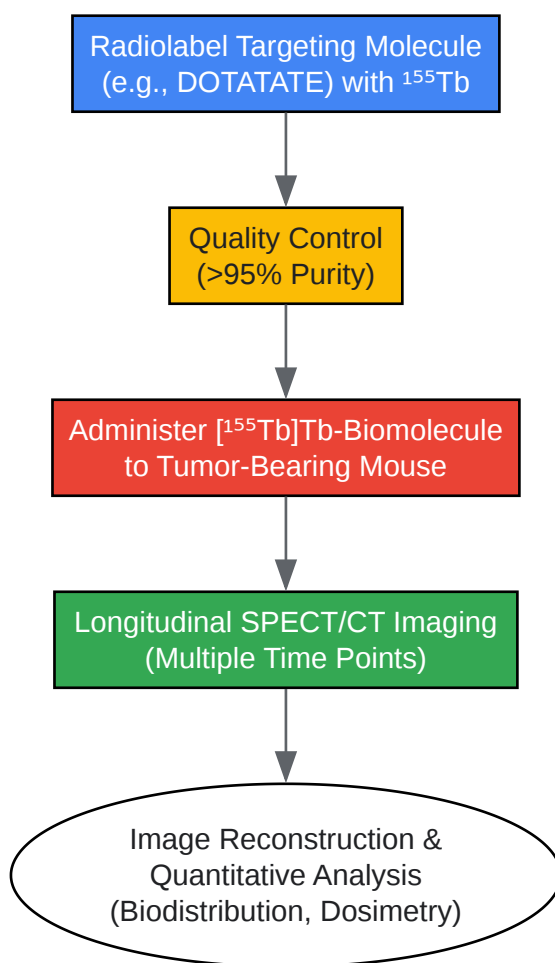 Radiolabel Targeting Molecule
(e.g., DOTATATE) with ¹⁵⁵Tb
Quality Control
(>95% Purity)
Administer [¹⁵⁵Tb]Tb-Biomolecule
to Tumor-Bearing Mouse
Longitudinal SPECT/CT Imaging
(Multiple Time Points)
Image Reconstruction &
Quantitative Analysis
(Biodistribution, Dosimetry)